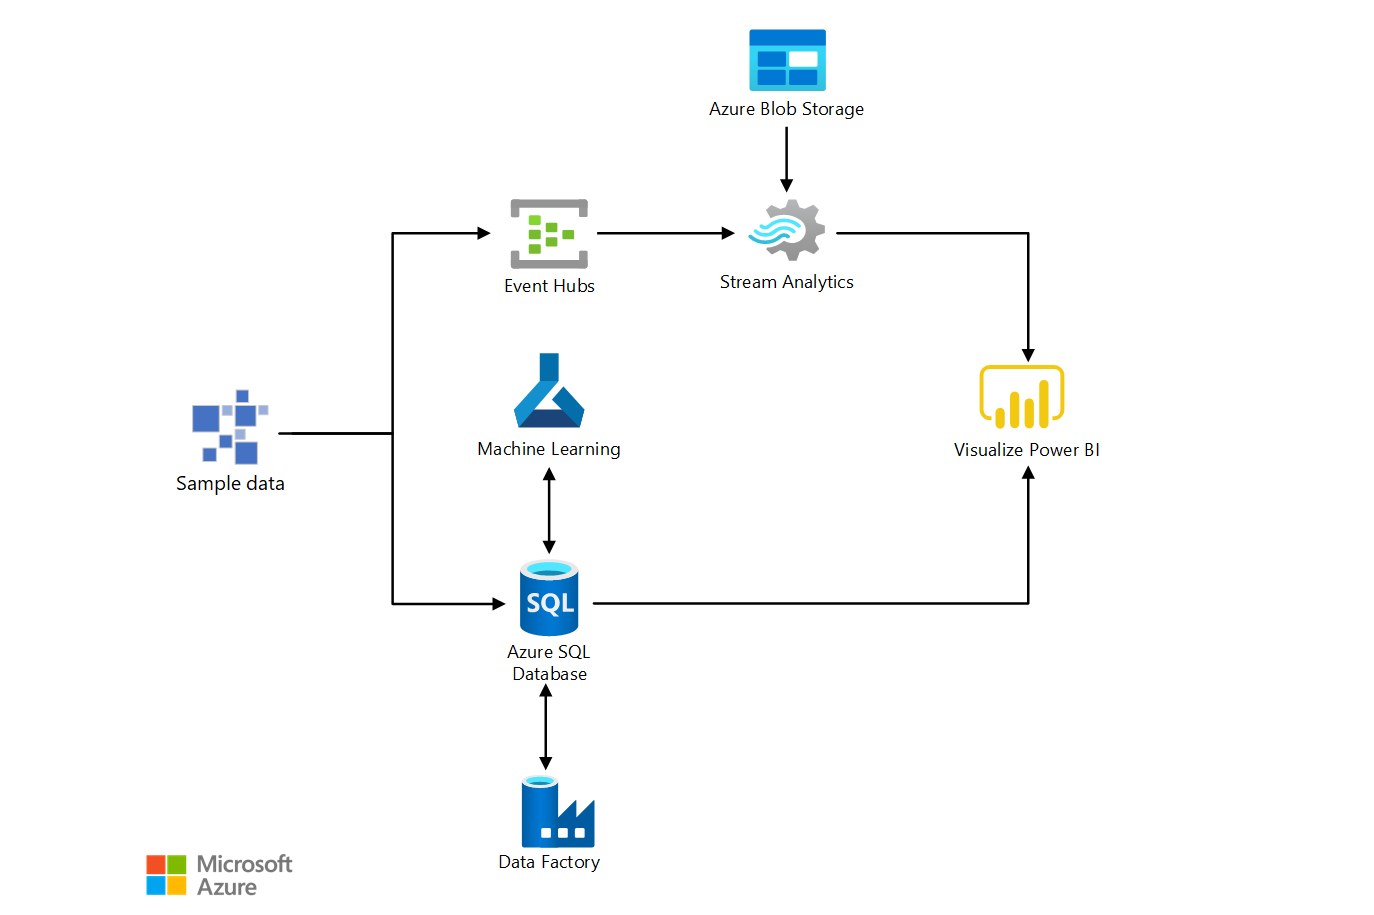 Azure Blob Storage
Event Hubs
Stream Analytics
Machine Learning
Visualize Power BI
Sample data
SQL
Azure SQL
Database
Data Factory
Microsoft
Azure